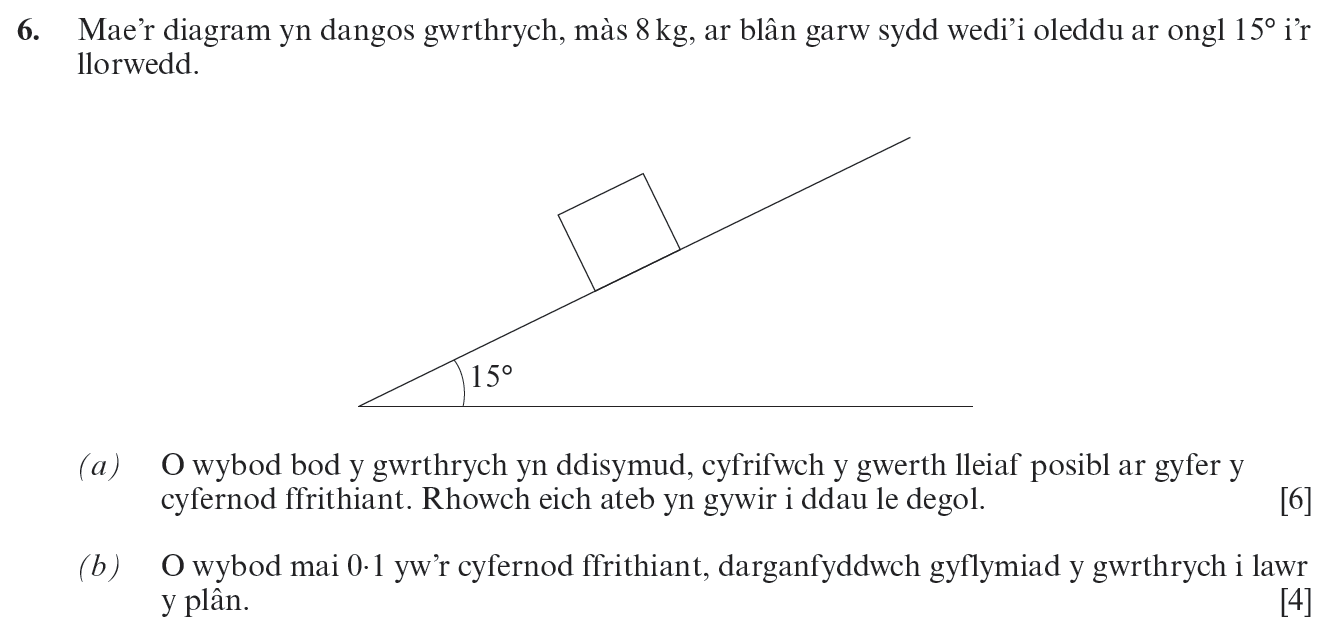 6. Mae’r diagram yn dangos gwrthrych, màs 8 kg, ar blân garw sydd wedi’i oleddu ar ongl 15° i’r
llorwedd.
15°
(a) O wybod bod y gwrthrych yn ddisymud, cyfrifwch y gwerth lleiaf posibl ar gyfer y
cyfernod ffrithiant. Rhowch eich ateb yn gywir i ddau le degol. [6]
(b) O wybod mai 0·1 yw’r cyfernod ffrithiant, darganfyddwch gyflymiad y gwrthrych i lawr
y plân. [4]